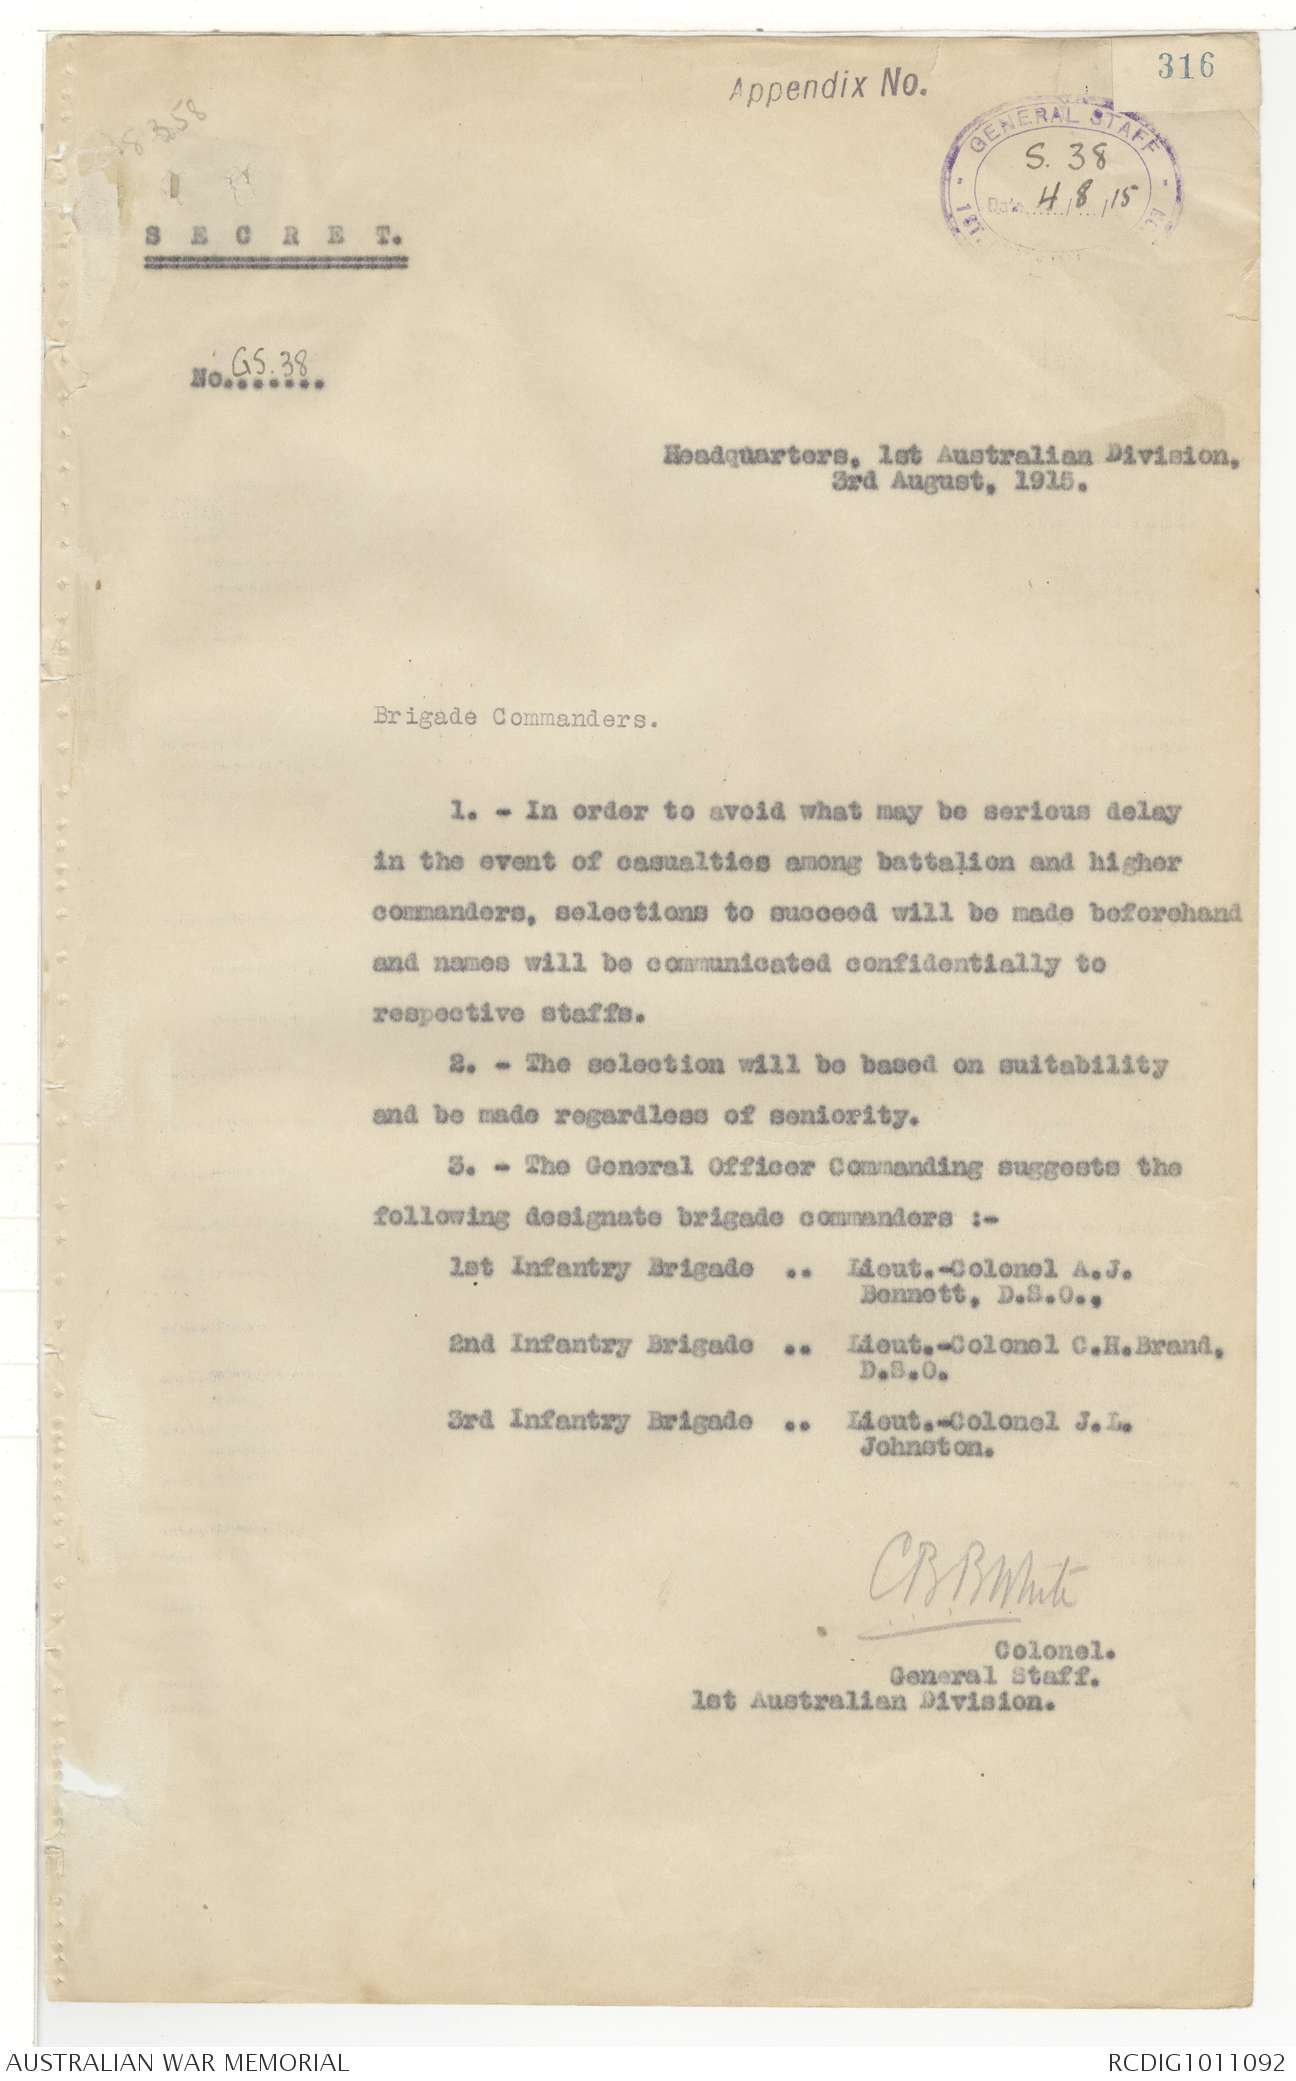 316
Appendix No.
GENERAL STAFF
S. 38
Date 4/8/15
S E C R E T.
No. GS. 38
Headquarters, 1st Australian Division,
3rd August, 1915.
Brigade Commanders.
1. - In order to avoid what may be serious delay
in the event of casualties among battalion and higher
commanders, selections to succeed will be made beforehand
and names will be communicated confidentially to
respective staffs.
2. - The selection will be based on suitability
and be made regardless of seniority.
3. - The General Officer Commanding suggests the
following designate brigade commanders :-
1st Infantry Brigade .. Lieut.-Colonel A.J.
Bennett, D.S.O.,
2nd Infantry Brigade .. Lieut.-Colonel C.H.Brand,
D.S.O.
3rd Infantry Brigade .. Lieut.-Colonel J.L.
Johnston.
C B B White
Colonel.
General Staff.
1st Australian Division.
AUSTRALIAN WAR MEMORIAL
RCDIG1011092